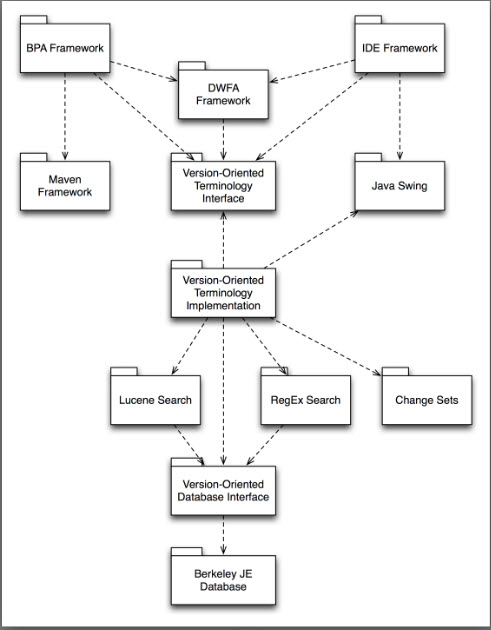 BPA Framework
IDE Framework
DWFA
Framework
Maven
Framework
Version-Oriented
Terminology
Interface
Java Swing
Version-Oriented
Terminology
Implementation
Lucene Search
RegEx Search
Change Sets
Version-Oriented
Database Interface
Berkeley JE
Database